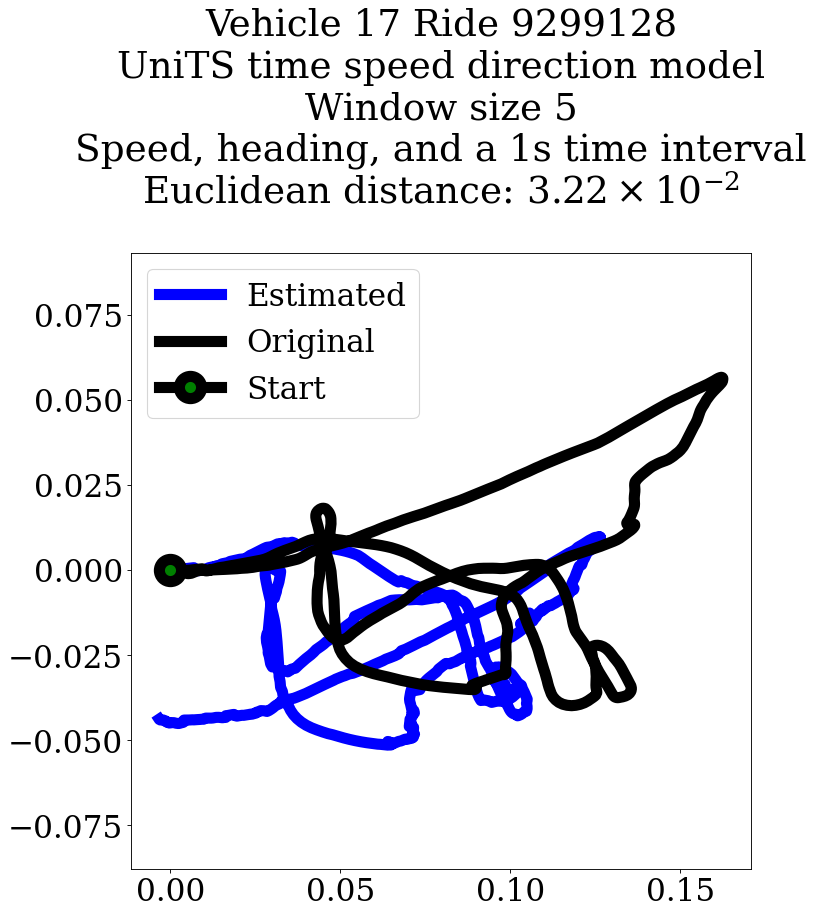 Vehicle 17 Ride 9299128
UniTS time speed direction model
Window size 5
Speed, heading, and a 1s time interval
Euclidean distance: 3.22 × 10⁻²
Estimated
Original
Start
0.075
0.050
0.025
0.000
−0.025
−0.050
−0.075
0.00 0.05 0.10 0.15